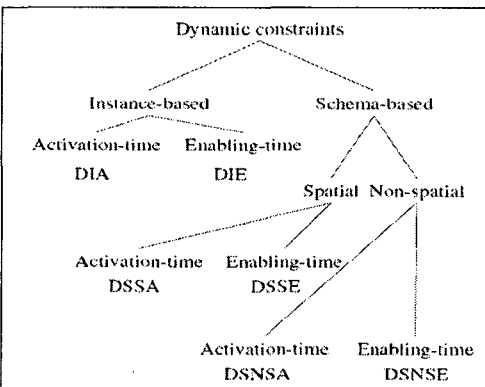 Dynamic constraints
Instance-based Schema-based
Activation-time Enabling-time
DIA DIE
Spatial Non-spatial
Activation-time Enabling-time
DSSA DSSE
Activation-time Enabling-time
DSNSA DSNSE